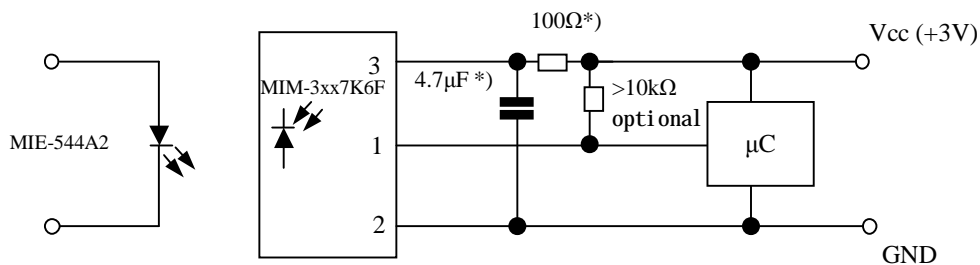 100Ω*)
Vcc (+3V)
3
4.7μF *)
MIM-3xx7K6F
>10kΩ
optional
MIE-544A2
1
μC
2
GND